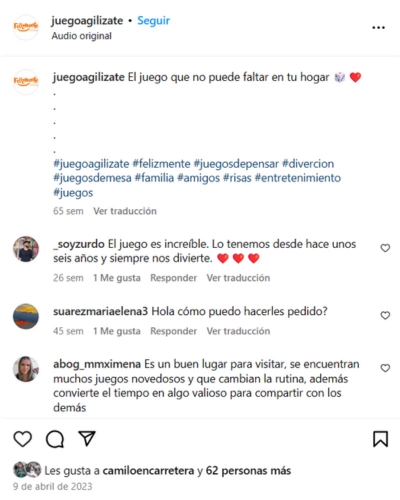 juegoagilizate • Seguir
Audio original
juegoagilizate El juego que no puede faltar en tu hogar 🎲 ❤️
.
.
.
.
.
#juegoagilizate #felizmente #juegosdepensar #divercion
#juegosdemesa #familia #amigos #risas #entretenimiento
#juegos
65 sem Ver traducción
_soyzurdo El juego es increíble. Lo tenemos desde hace unos
seis años y siempre nos divierte. ❤️ ❤️ ❤️
26 sem 1 Me gusta Responder Ver traducción
suarezmariaelena3 Hola cómo puedo hacerles pedido?
45 sem 1 Me gusta Responder Ver traducción
abog_mmximena Es un buen lugar para visitar, se encuentran
muchos juegos novedosos y que cambian la rutina, además
convierte el tiempo en algo valioso para compartir con los
demás
Les gusta a camiloencarretera y 62 personas más
9 de abril de 2023